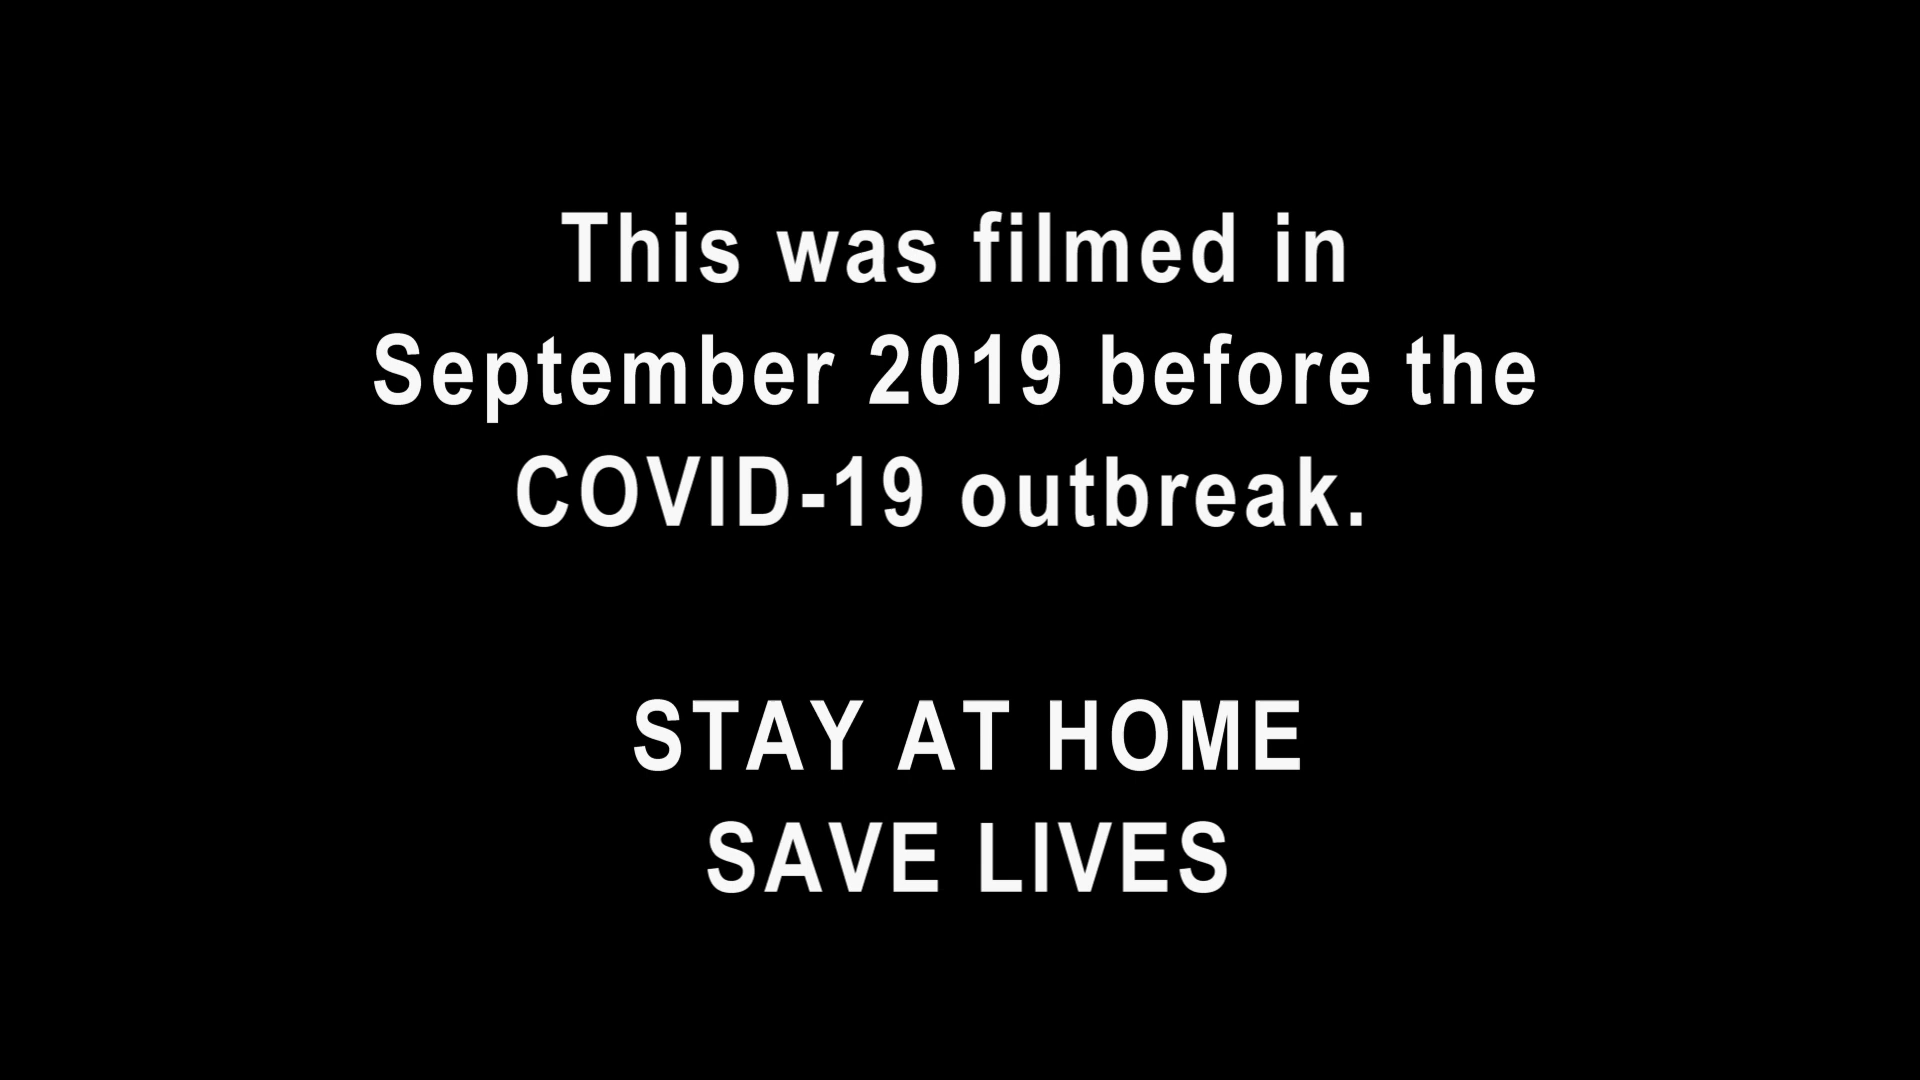 This was filmed in
September 2019 before the
COVID-19 outbreak.
STAY AT HOME
SAVE LIVES